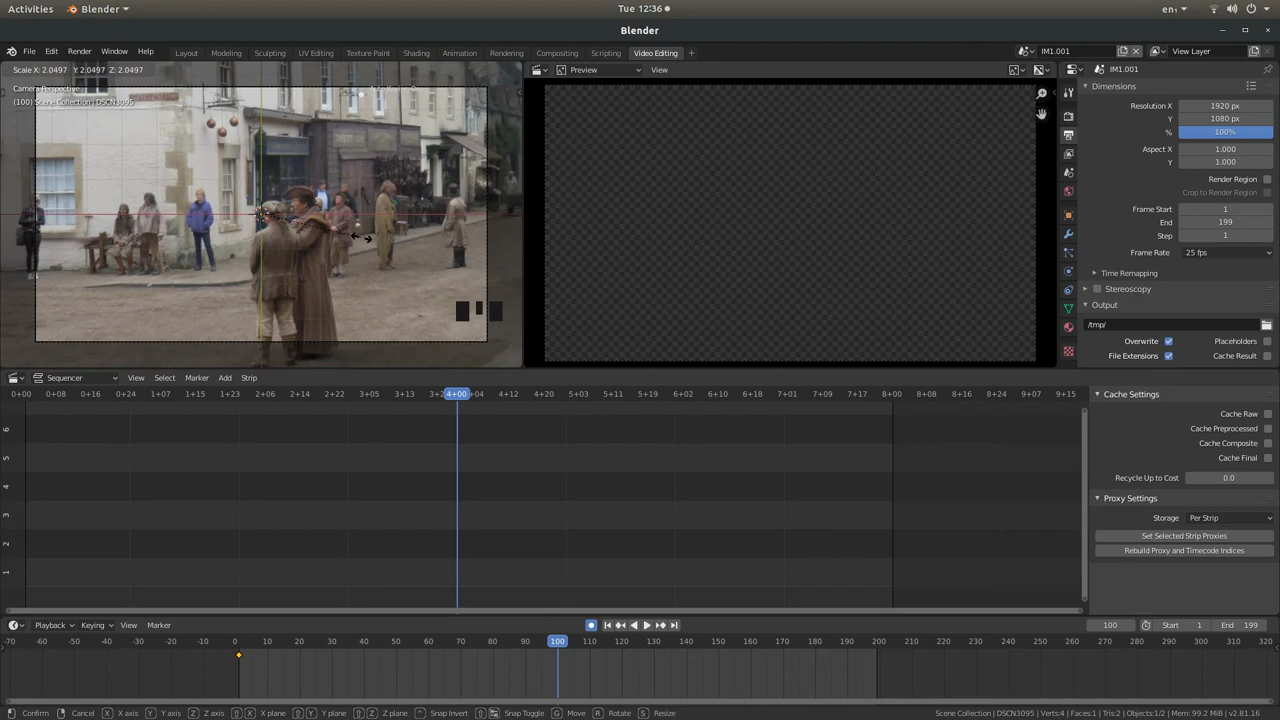 Activities Blender Tue 12:36 en₁
Blender
File Edit Render Window Help Layout Modeling Sculpting UV Editing Texture Paint Shading Animation Rendering Compositing Scripting Video Editing + IM1.001 View Layer
Scale X: 2.0497 Y: 2.0497 Z: 2.0497 Preview View IM1.001
Camera Perspective
(100) Scene Collection | DSCN3095
Dimensions
Resolution X 1920 px
Y 1080 px
% 100%
Aspect X 1.000
Y 1.000
Render Region
Crop to Render Region
Frame Start 1
End 199
Step 1
Frame Rate 25 fps
Time Remapping
Stereoscopy
Output
/tmp/
Overwrite Placeholders
File Extensions Cache Result
Sequencer View Select Marker Add Strip
0+00 0+08 0+16 0+24 1+07 1+15 1+23 2+06 2+14 2+22 3+05 3+13 4+00 +04 4+12 4+20 5+03 5+11 5+19 6+02 6+10 6+18 7+01 7+09 7+17 8+00 8+08 8+16 8+24 9+07 9+15
6
5
4
3
2
1
Cache Settings
Cache Raw
Cache Preprocessed
Cache Composite
Cache Final
Recycle Up to Cost 0.0
Proxy Settings
Storage Per Strip
Set Selected Strip Proxies
Rebuild Proxy and Timecode Indices
Playback Keying View Marker 100 Start 1 End 199
-70 -60 -50 -40 -30 -20 -10 0 10 20 30 40 50 60 70 80 90 100 110 120 130 140 150 160 170 180 190 200 210 220 230 240 250 260 270 280 290 300 310 320
Confirm Cancel X X axis Y Y axis Z Z axis X X plane Y Y plane Z Z plane Snap Invert Snap Toggle G Move R Rotate S Resize Scene Collection | DSCN3095 | Verts:4 | Faces:1 | Tris:2 | Objects:1/2 | Mem: 99.2 MiB | v2.81.16